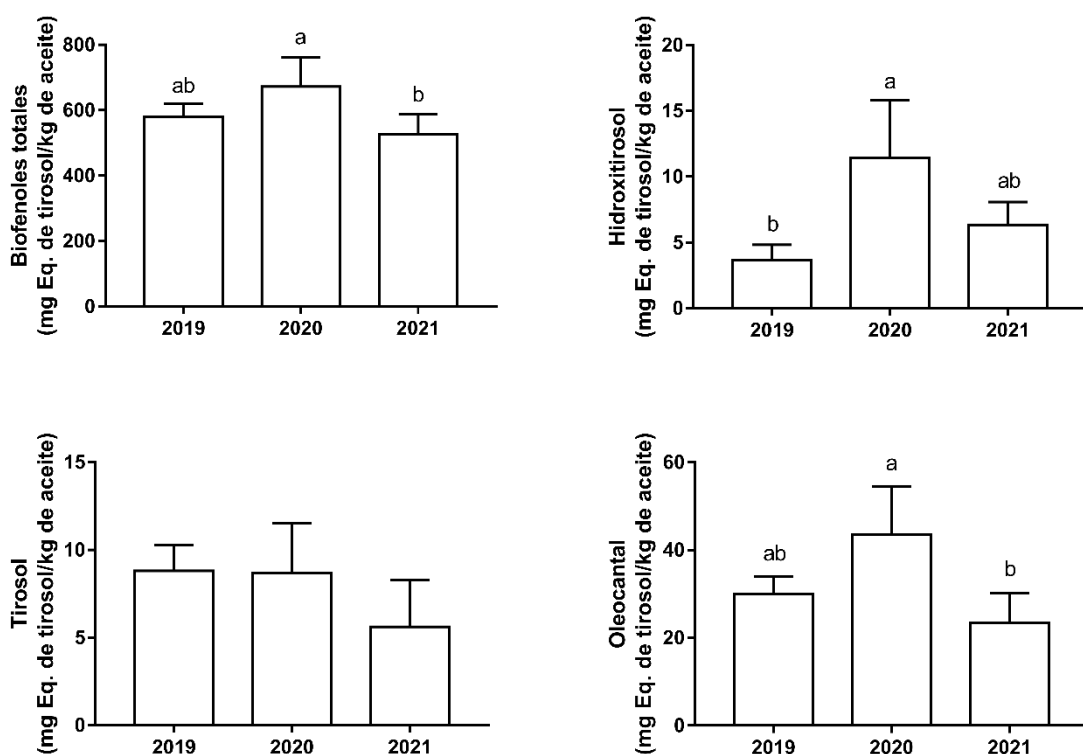 Biofenoles totales
(mg Eq. de tirosol/kg de aceite)
800
600
400
200
0
ab
a
b
2019
2020
2021
Hidroxitirosol
(mg Eq. de tirosol/kg de aceite)
20
15
10
5
0
b
a
ab
2019
2020
2021
Tirosol
(mg Eq. de tirosol/kg de aceite)
15
10
5
0
2019
2020
2021
Oleocantal
(mg Eq. de tirosol/kg de aceite)
60
40
20
0
ab
a
b
2019
2020
2021